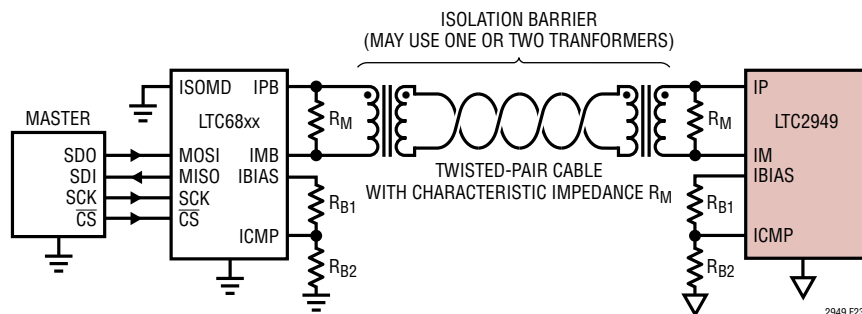 ISOLATION BARRIER
(MAY USE ONE OR TWO TRANFORMERS)
MASTER
SDO
SDI
SCK
CS
ISOMD
LTC68xx
MOSI
MISO
SCK
CS
IPB
IMB
IBIAS
ICMP
RM
RB1
RB2
TWISTED-PAIR CABLE
WITH CHARACTERISTIC IMPEDANCE RM
RM
RB1
RB2
IP
LTC2949
IM
IBIAS
ICMP
2949 F23